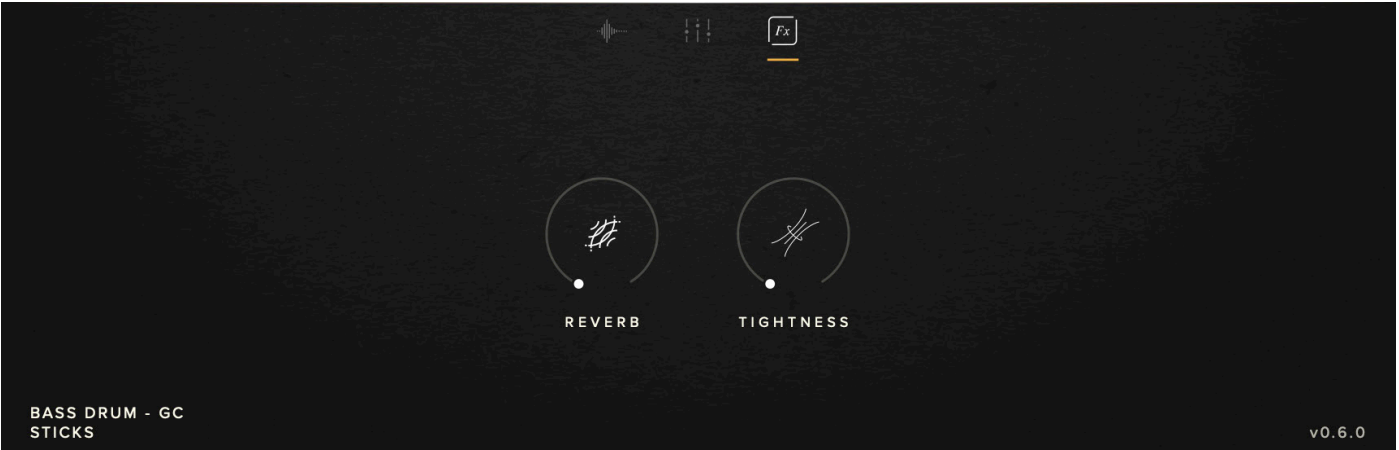 Fx
REVERB
TIGHTNESS
BASS DRUM - GC
STICKS
v0.6.0